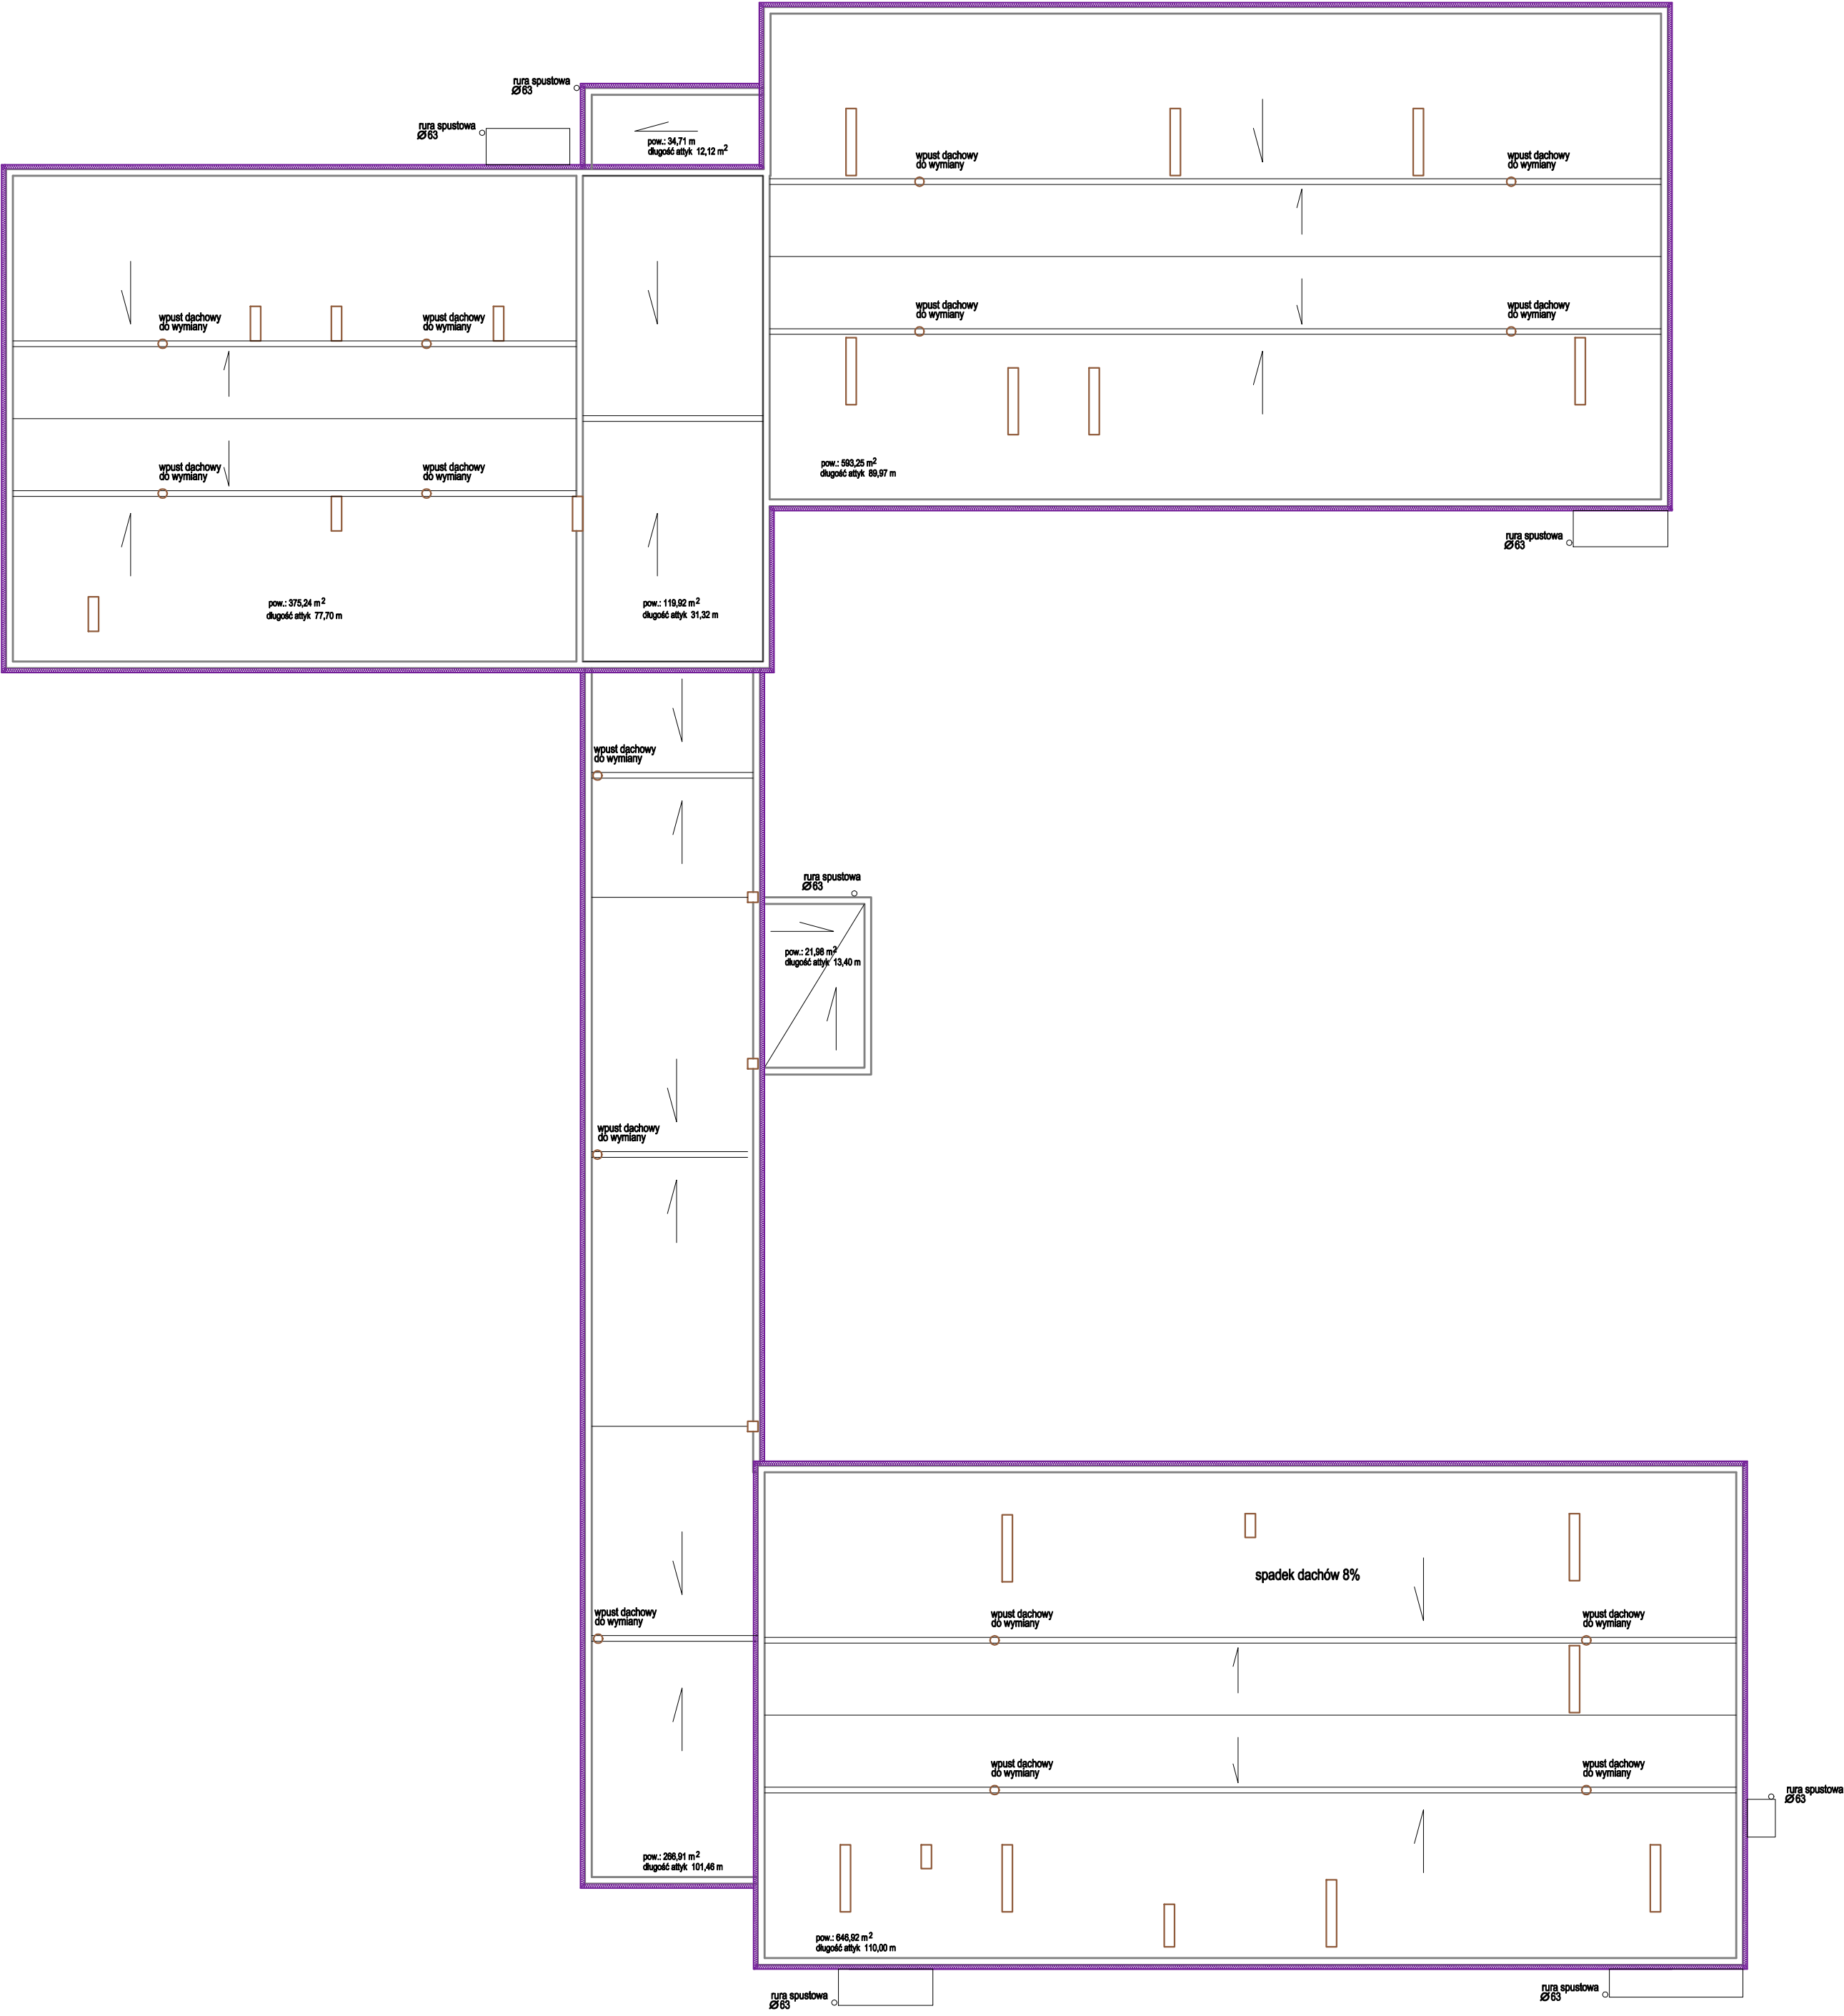 rura spustowa
Ø63
rura spustowa
Ø63
pow.: 34,71 m
długość attyk 12,12 m2
wpust dachowy
do wymiany
wpust dachowy
do wymiany
wpust dachowy
do wymiany
wpust dachowy
do wymiany
wpust dachowy
do wymiany
wpust dachowy
do wymiany
wpust dachowy
do wymiany
wpust dachowy
do wymiany
pow.: 593,25 m2
długość attyk 89,97 m
rura spustowa
Ø63
pow.: 375,24 m2
długość attyk 77,70 m
pow.: 119,92 m2
długość attyk 31,32 m
wpust dachowy
do wymiany
rura spustowa
Ø63
pow.: 21,98 m2
długość attyk 13,40 m
wpust dachowy
do wymiany
spadek dachów 8%
wpust dachowy
do wymiany
wpust dachowy
do wymiany
wpust dachowy
do wymiany
wpust dachowy
do wymiany
wpust dachowy
do wymiany
rura spustowa
Ø63
pow.: 266,91 m2
długość attyk 101,46 m
pow.: 646,92 m2
długość attyk 110,00 m
rura spustowa
Ø63
rura spustowa
Ø63